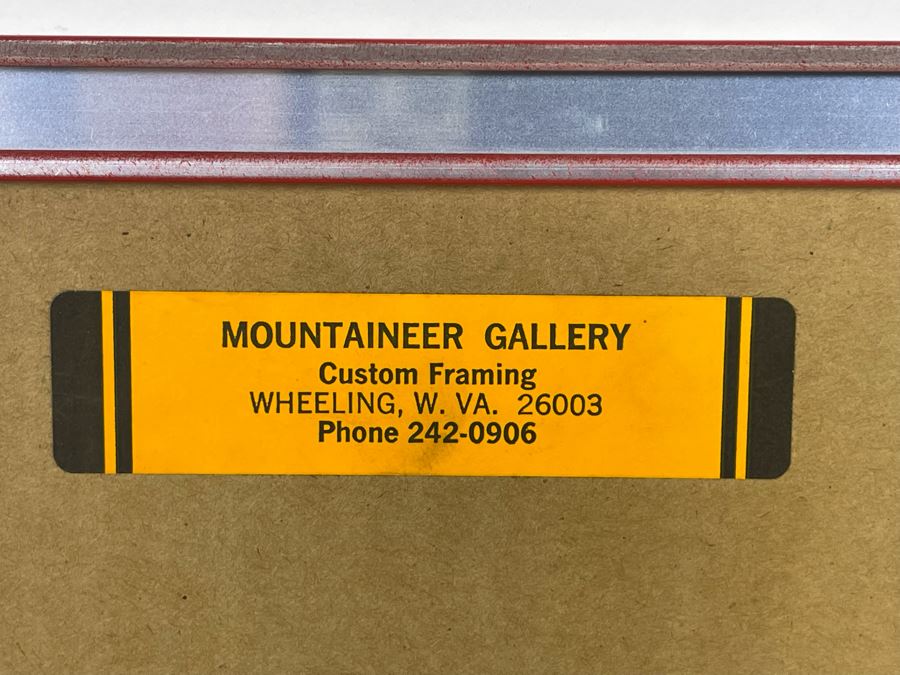 MOUNTAINEER GALLERY
Custom Framing
WHEELING, W. VA. 26003
Phone 242-0906